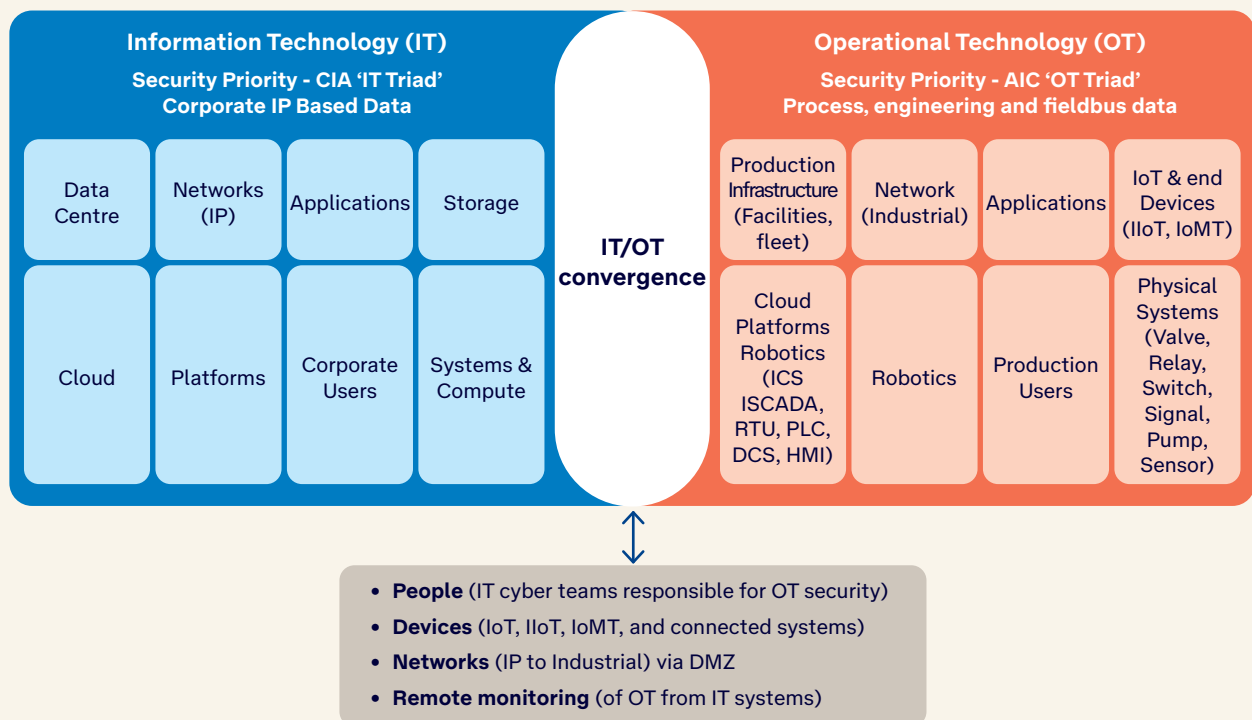 Information Technology (IT)
Security Priority - CIA ‘IT Triad’
Corporate IP Based Data
Data
Centre
Networks
(IP)
Applications
Storage
Cloud
Platforms
Corporate
Users
Systems &
Compute
IT/OT
convergence
Operational Technology (OT)
Security Priority - AIC ‘OT Triad’
Process, engineering and fieldbus data
Production
Infrastructure
(Facilities,
fleet)
Network
(Industrial)
Applications
IoT & end
Devices
(IIoT, IoMT)
Cloud
Platforms
Robotics
(ICS
ISCADA,
RTU, PLC,
DCS, HMI)
Robotics
Production
Users
Physical
Systems
(Valve,
Relay,
Switch,
Signal,
Pump,
Sensor)
• People (IT cyber teams responsible for OT security)
• Devices (IoT, IIoT, IoMT, and connected systems)
• Networks (IP to Industrial) via DMZ
• Remote monitoring (of OT from IT systems)